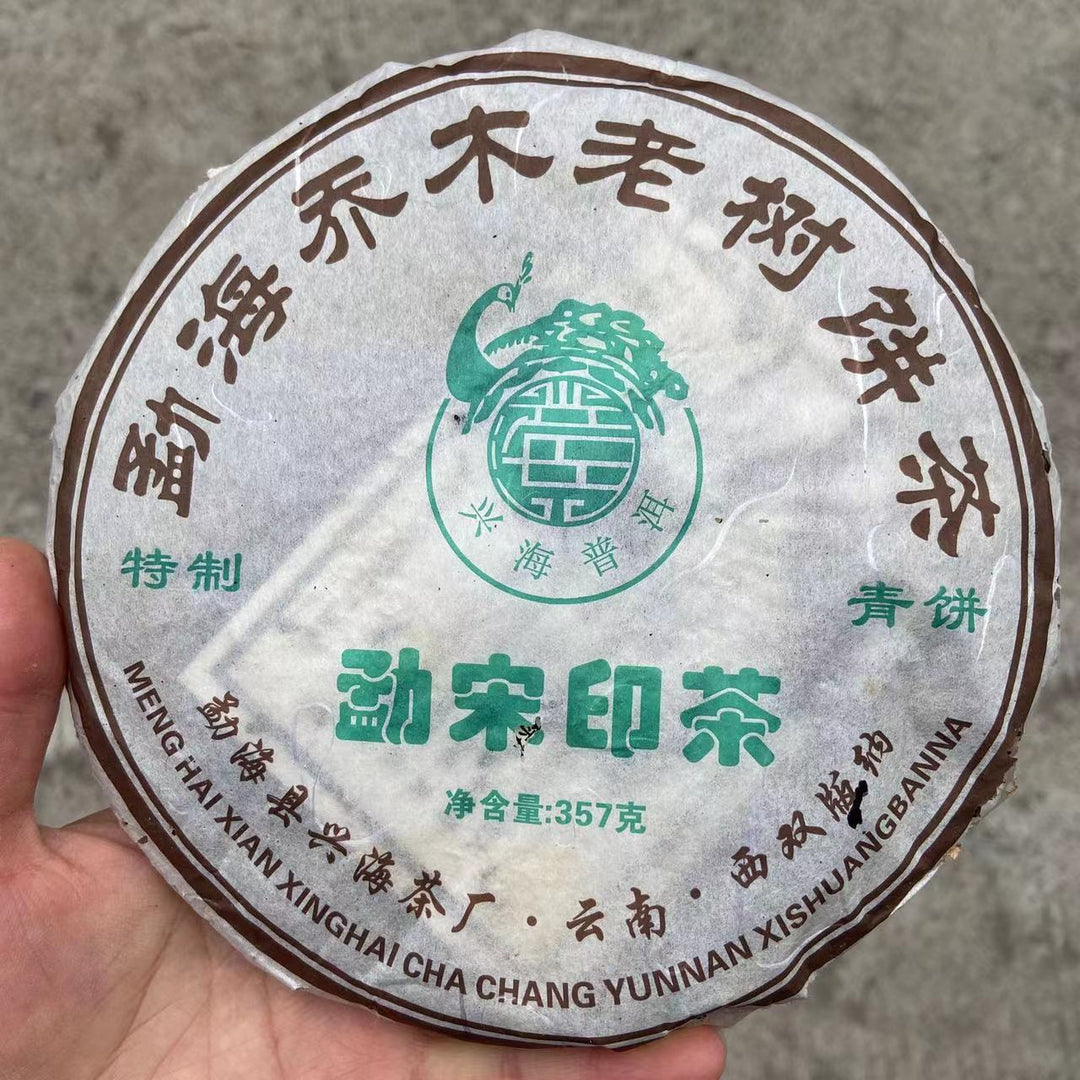 勐海乔木老树饼茶
兴海普洱
特制
青饼
勐宋印茶
净含量:357克
勐海县兴海茶厂·云南·西双版纳
MENG HAI XIAN XINGHAI CHA CHANG YUNNAN XISHUANGBANNA